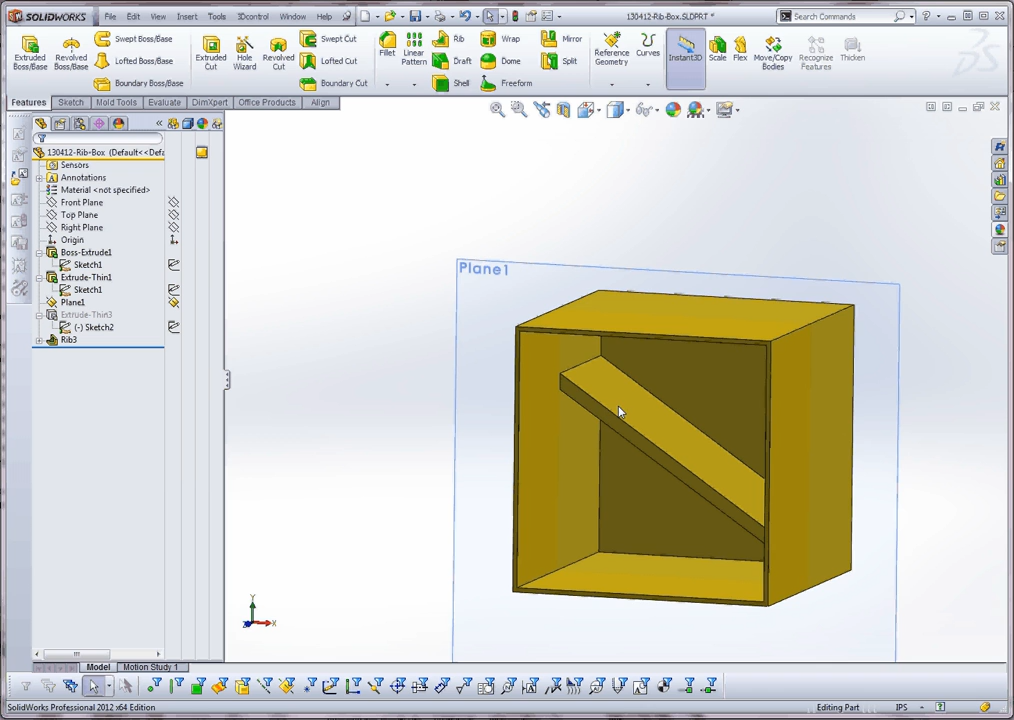 SOLIDWORKS File Edit View Insert Tools 3Dcontrol Window Help 130412-Rib-Box.SLDPRT * Search Commands
Extruded Boss/Base
Revolved Boss/Base
Swept Boss/Base
Lofted Boss/Base
Boundary Boss/Base
Extruded Cut
Hole Wizard
Revolved Cut
Swept Cut
Lofted Cut
Boundary Cut
Fillet
Linear Pattern
Rib
Draft
Shell
Wrap
Dome
Freeform
Mirror
Split
Reference Geometry
Curves
Instant3D
Scale
Flex
Move/Copy Bodies
Recognize Features
Thicken
Features Sketch Mold Tools Evaluate DimXpert Office Products Align
130412-Rib-Box (Default<<Defa
Sensors
Annotations
Material <not specified>
Front Plane
Top Plane
Right Plane
Origin
Boss-Extrude1
Sketch1
Extrude-Thin1
Sketch1
Plane1
Extrude-Thin3
(-) Sketch2
Rib3
Plane1
Y
X
Z
Model Motion Study 1
SolidWorks Professional 2012 x64 Edition Editing Part IPS